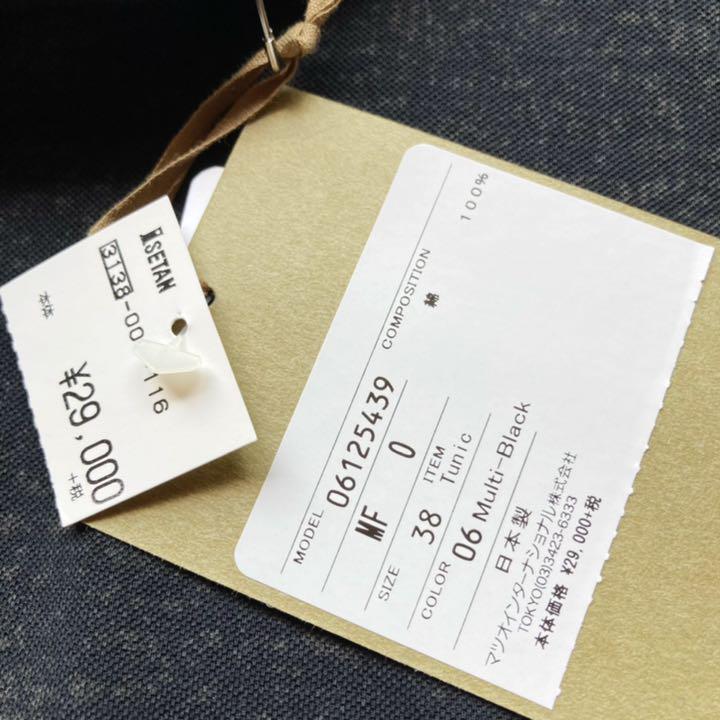 ISETAN
3138-00
116
本体
¥29,000
+税
MODEL 06125439
MF 0
SIZE 38 ITEM Tunic
COLOR 06 Multi-Black
COMPOSITION
綿 100%
日本製
マツオインターナショナル株式会社
TOKYO(03)3423-6333
本体価格 ¥29,000+税